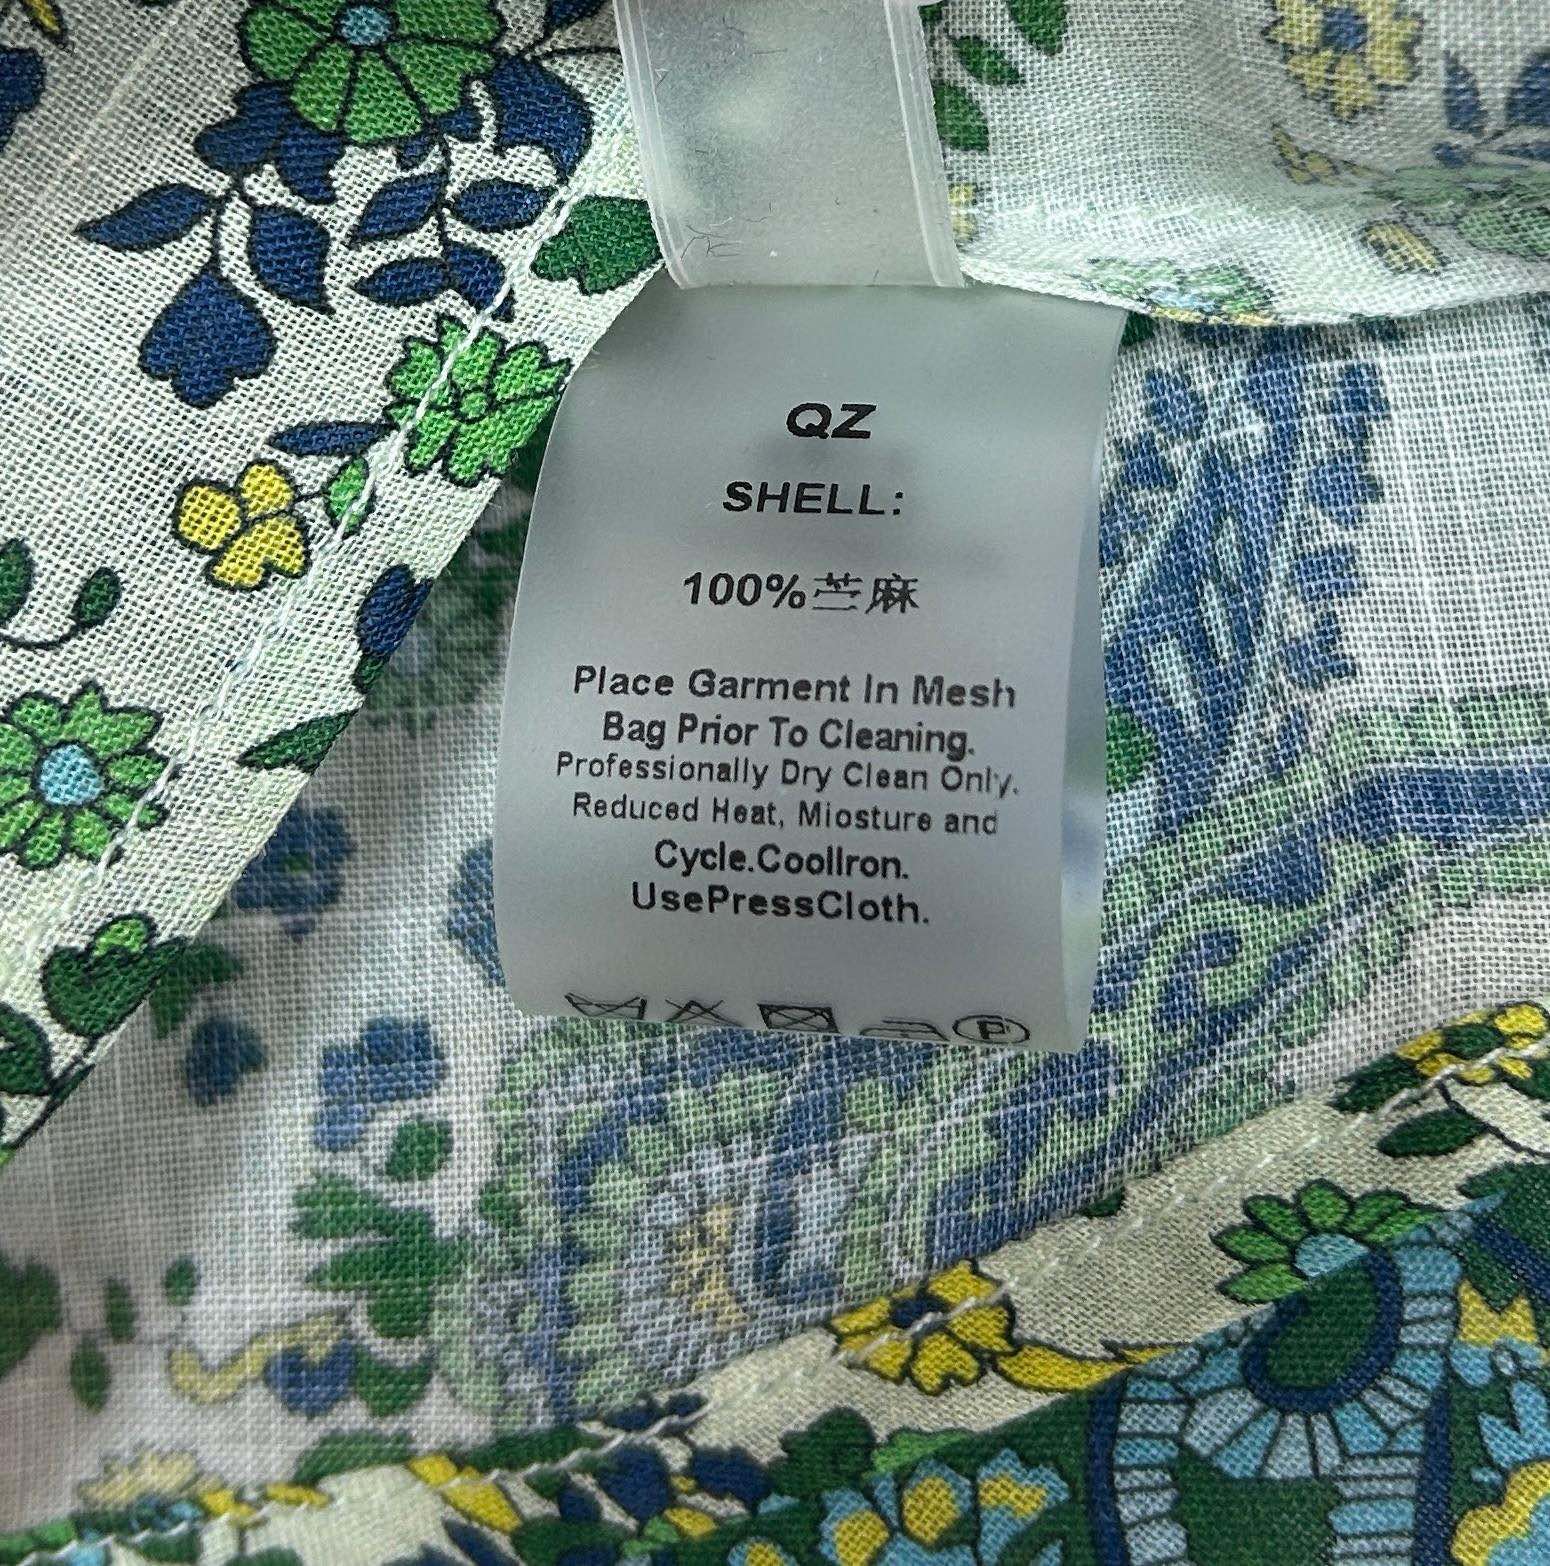 QZ
SHELL:
100%苎麻
Place Garment In Mesh
Bag Prior To Cleaning.
Professionally Dry Clean Only.
Reduced Heat, Miosture and
Cycle.CoolIron.
UsePressCloth.
P